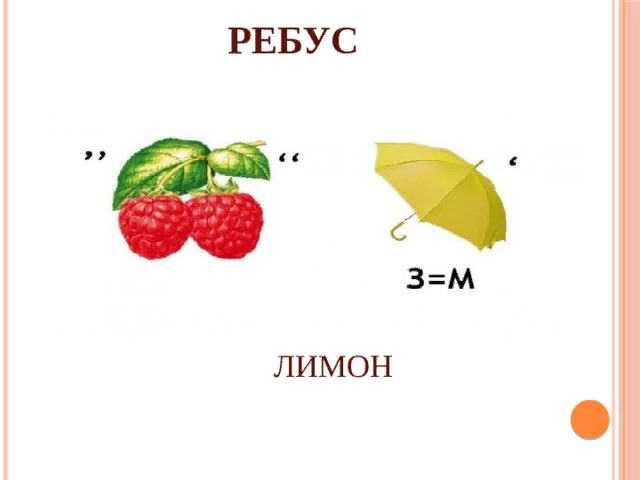 РЕБУС
,, ‘‘ ‘
З=М
ЛИМОН